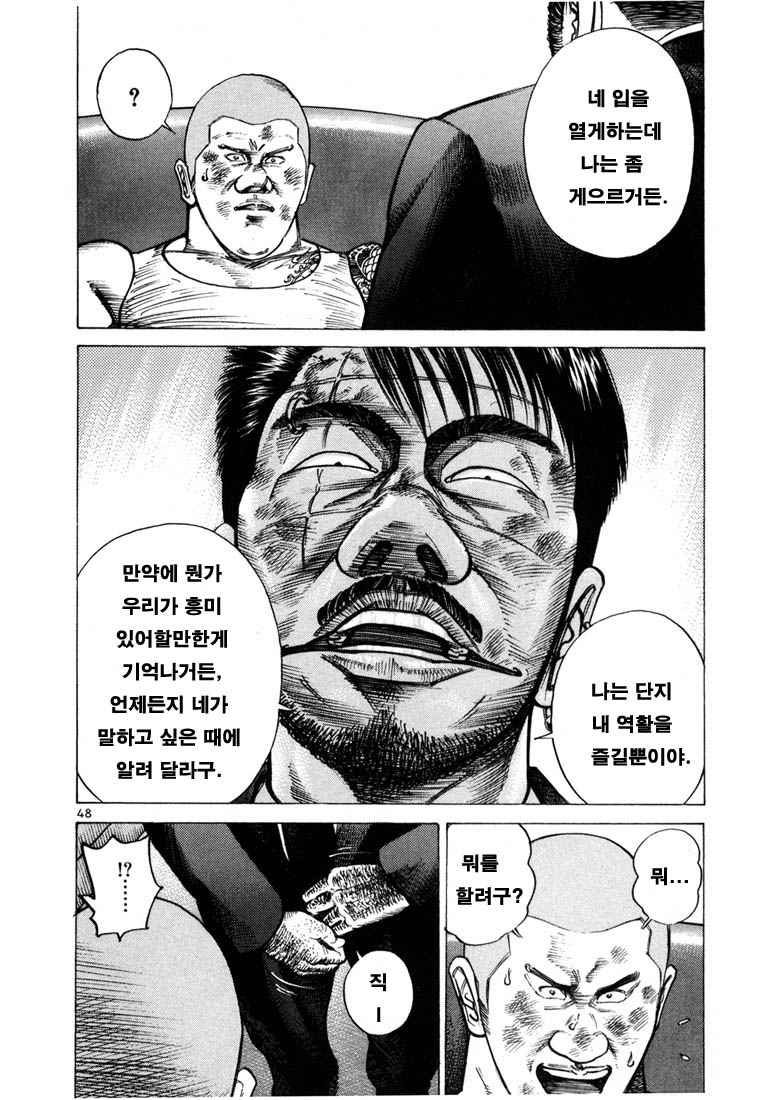 네 입을
열게하는데
나는 좀
게으르거든.
?
나는 단지
내 역활을
즐길뿐이야.
만약에 뭔가
우리가 흥미
있어할만한게
기억나거든,
언제든지 네가
말하고 싶은 때에
알려 달라구.
48
뭐...
뭐를
할려구?
직
ㅣ
!?
……